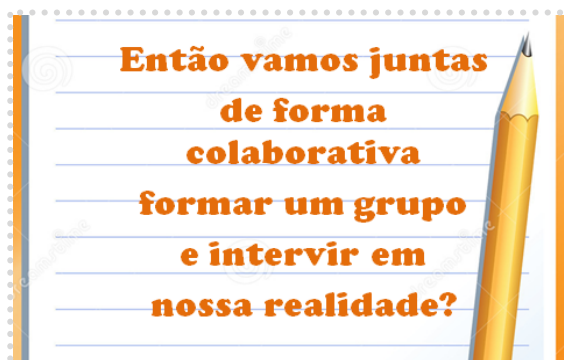 Então vamos juntas
de forma
colaborativa
formar um grupo
e intervir em
nossa realidade?